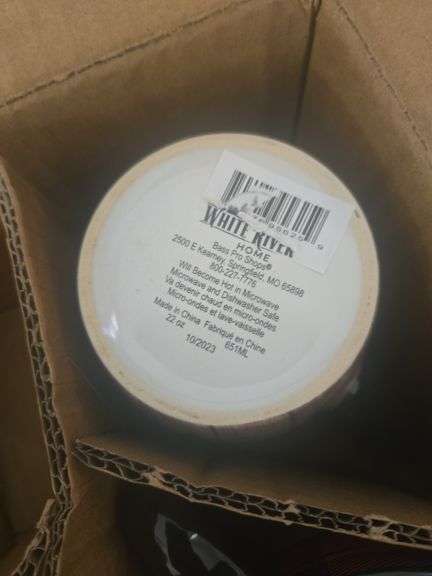 WHITE RIVER
HOME
Bass Pro Shops®
2500 E Kearney, Springfield, MO 65898
800-227-7776
Will Become Hot in Microwave
Microwave and Dishwasher Safe
Va devenir chaud en micro-ondes
Micro-ondes et lave-vaisselle
Made in China Fabriqué en Chine
22 oz 651ML
10/2023